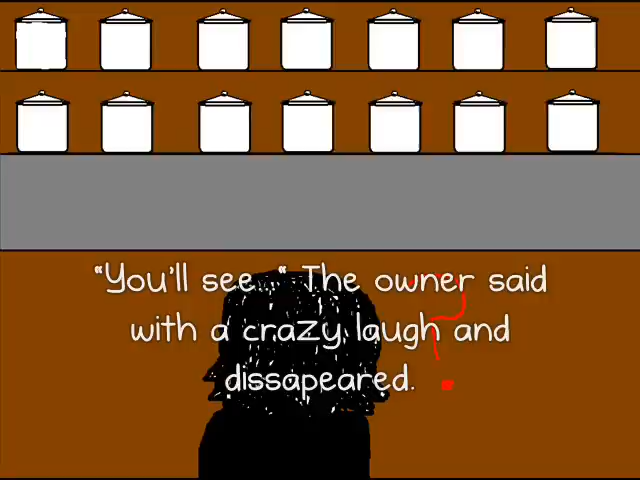 “You'll see. “ The owner said
with a crazy laugh and
dissapeared.
?